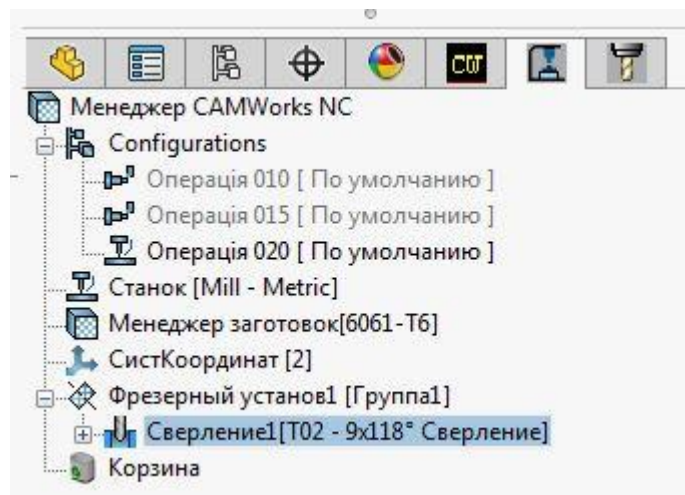 CW
Менеджер CAMWorks NC
Configurations
Операція 010 [ По умолчанию ]
Операція 015 [ По умолчанию ]
Операція 020 [ По умолчанию ]
Станок [Mill - Metric]
Менеджер заготовок[6061-T6]
СистКоординат [2]
Фрезерный установ1 [Группа1]
Сверление1[T02 - 9x118° Сверление]
Корзина